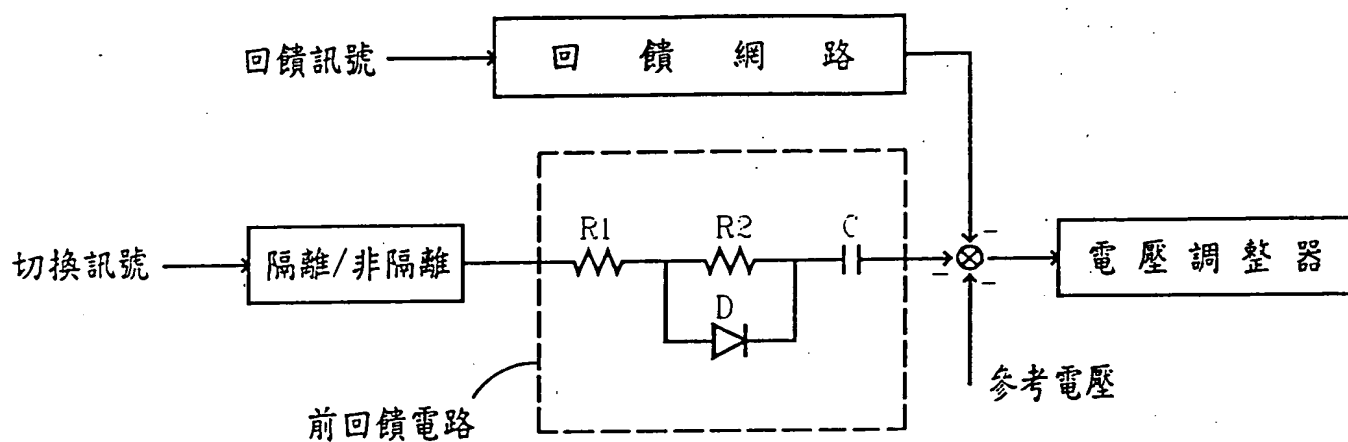 回饋訊號
回饋網路
R1
R2
C
切換訊號
隔離/非隔離
電壓調整器
D
參考電壓
前回饋電路